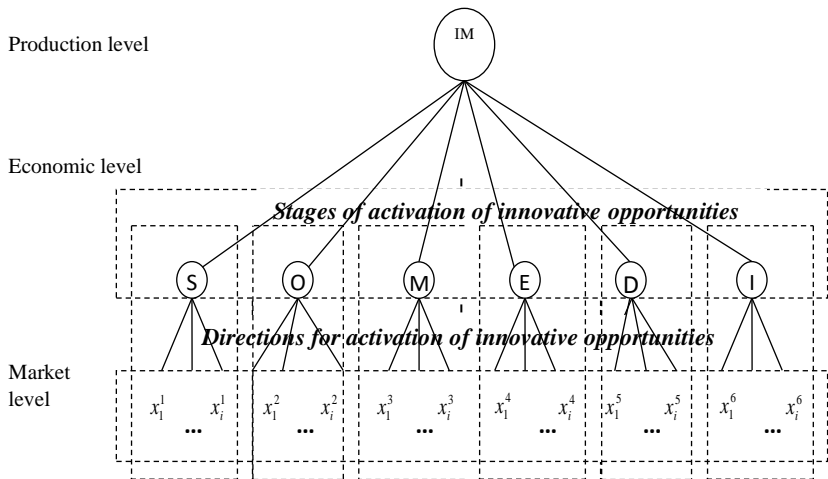 IM
Production level
Economic level
Stages of activation of innovative opportunities
S O M E D I
Directions for activation of innovative opportunities
Market
level
x₁¹ xᵢ¹ x₁² xᵢ² x₁³ xᵢ³ x₁⁴ xᵢ⁴ x₁⁵ xᵢ⁵ x₁⁶ xᵢ⁶
... ... ... ... ... ...